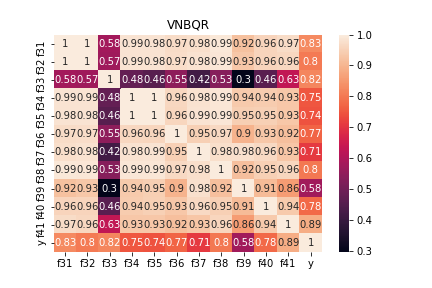 VNBQR
f31 1 1 0.58 0.99 0.98 0.97 0.98 0.99 0.92 0.96 0.97 0.83
f32 1 1 0.57 0.99 0.98 0.97 0.98 0.99 0.93 0.96 0.96 0.8
f33 0.58 0.57 1 0.48 0.46 0.55 0.42 0.53 0.3 0.46 0.63 0.82
f34 0.99 0.99 0.48 1 1 0.96 0.98 0.99 0.94 0.94 0.93 0.75
f35 0.98 0.98 0.46 1 1 0.96 0.99 0.99 0.95 0.95 0.93 0.74
f36 0.97 0.97 0.55 0.96 0.96 1 0.95 0.97 0.9 0.93 0.92 0.77
f37 0.98 0.98 0.42 0.98 0.99 0.95 1 0.98 0.98 0.96 0.93 0.71
f38 0.99 0.99 0.53 0.99 0.99 0.97 0.98 1 0.92 0.95 0.96 0.8
f39 0.92 0.93 0.3 0.94 0.95 0.9 0.98 0.92 1 0.91 0.86 0.58
f40 0.96 0.96 0.46 0.94 0.95 0.93 0.96 0.95 0.91 1 0.94 0.78
f41 0.97 0.96 0.63 0.93 0.93 0.92 0.93 0.96 0.86 0.94 1 0.89
y 0.83 0.8 0.82 0.75 0.74 0.77 0.71 0.8 0.58 0.78 0.89 1
f31 f32 f33 f34 f35 f36 f37 f38 f39 f40 f41 y
1.0
0.9
0.8
0.7
0.6
0.5
0.4
0.3